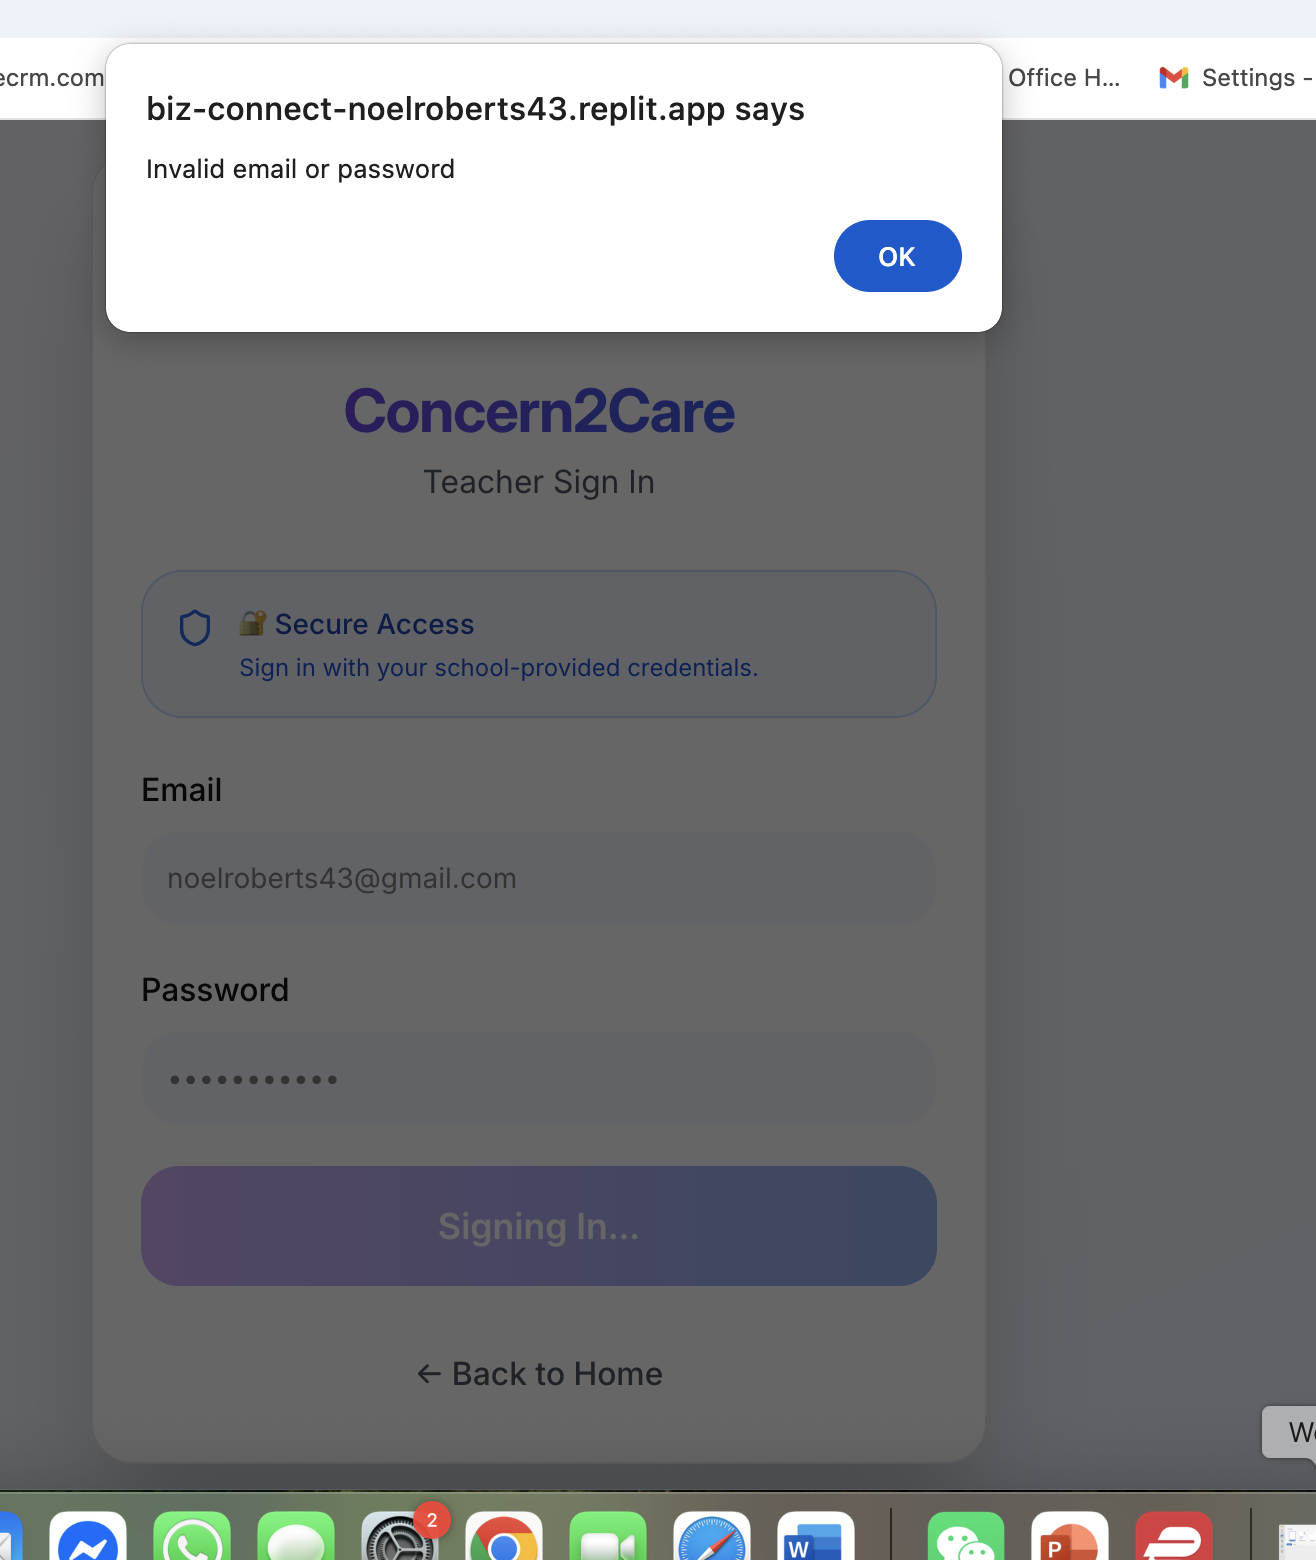 ecrm.com
Office H...
Settings -
biz-connect-noelroberts43.replit.app says
Invalid email or password
OK
Concern2Care
Teacher Sign In
🔐 Secure Access
Sign in with your school-provided credentials.
Email
noelroberts43@gmail.com
Password
•••••••••••
Signing In...
← Back to Home
2
W
P